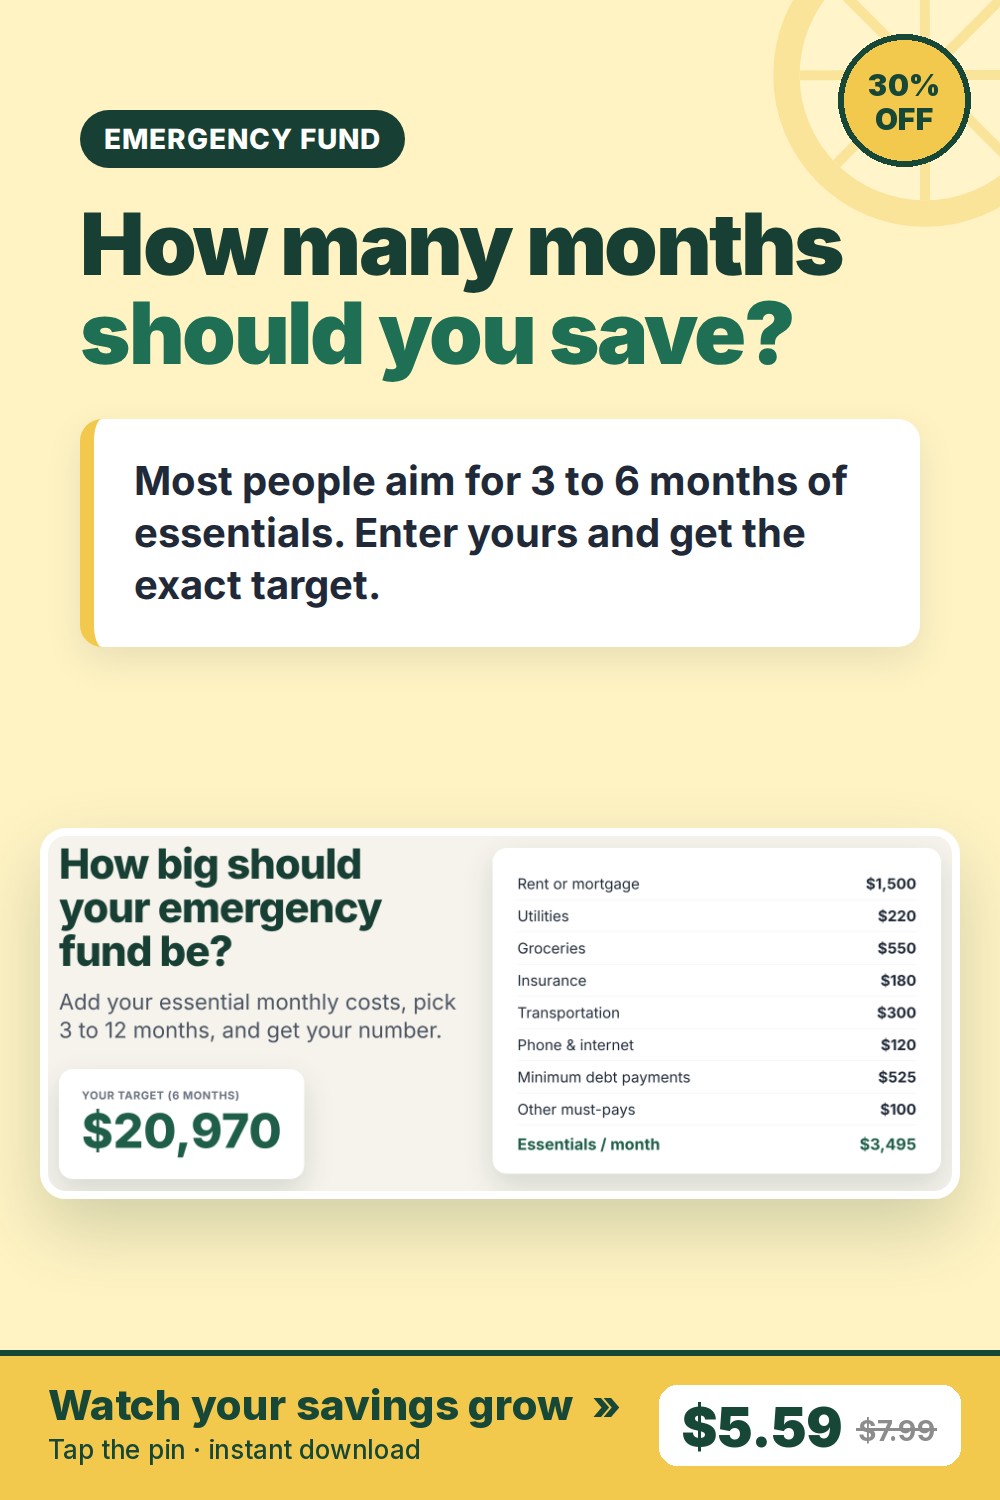 30%
OFF
EMERGENCY FUND
How many months
should you save?
Most people aim for 3 to 6 months of
essentials. Enter yours and get the
exact target.
How big should
your emergency
fund be?
Add your essential monthly costs, pick
3 to 12 months, and get your number.
YOUR TARGET (6 MONTHS)
$20,970
Rent or mortgage $1,500
Utilities $220
Groceries $550
Insurance $180
Transportation $300
Phone & internet $120
Minimum debt payments $525
Other must-pays $100
Essentials / month $3,495
Watch your savings grow »
Tap the pin · instant download
$5.59 $7.99